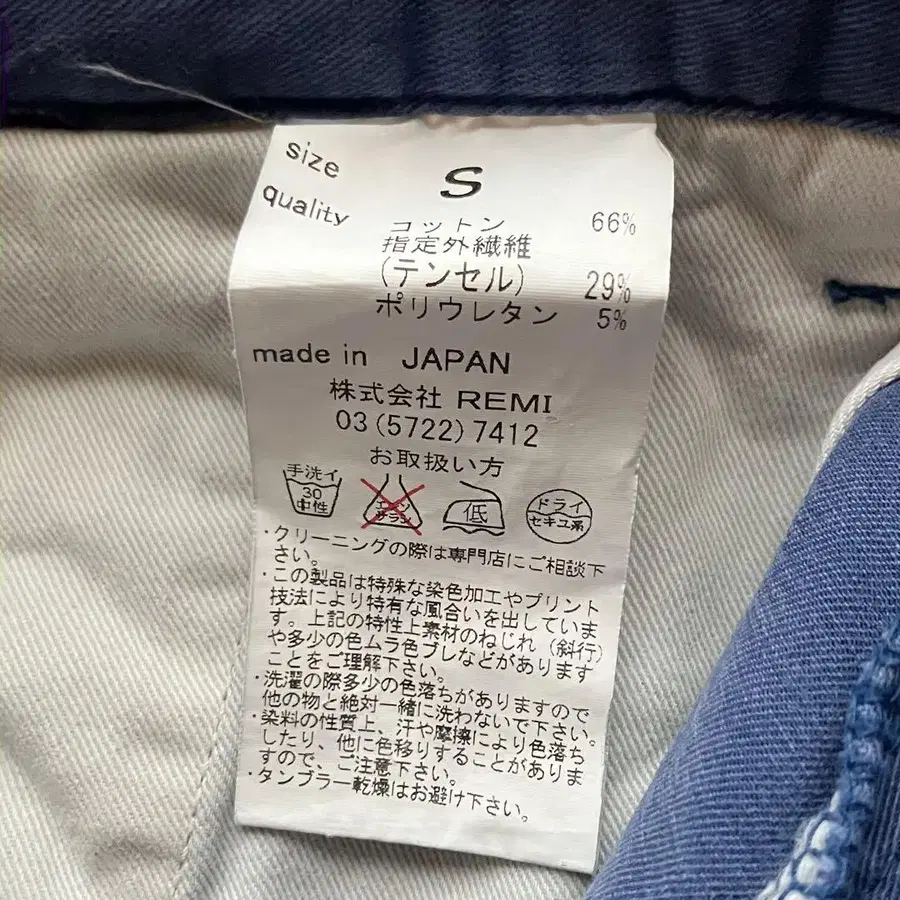 size S
quality
コットン 66%
指定外繊維
(テンセル) 29%
ポリウレタン 5%
made in JAPAN
株式会社 REMI
03(5722)7412
お取扱い方
手洗イ
30
中性
エンソ
サラシ
低
ドライ
セキユ系
・クリーニングの際は専門店にご相談下
さい。
・この製品は特殊な染色加工やプリント
技法により特有な風合いを出していま
す。上記の特性上素材のねじれ(斜行)
や多少の色ムラ色ブレなどがあります
ことをご理解下さい。
・洗濯の際多少の色落ちがありますので
他の物と絶対一緒に洗わないで下さい。
・染料の性質上、汗や摩擦により色落ち
したり、他に色移りすることがありま
すので、ご注意下さい。
・タンブラー乾燥はお避け下さい。